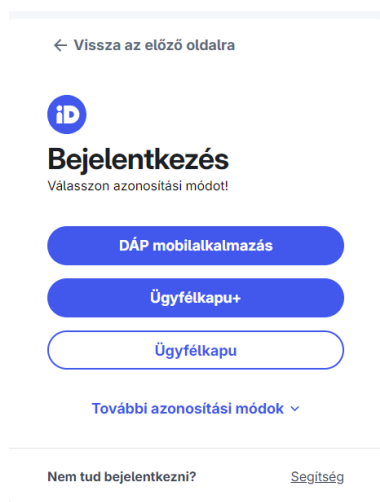 ← Vissza az előző oldalra
iD
Bejelentkezés
Válasszon azonosítási módot!
DÁP mobilalkalmazás
Ügyfélkapu+
Ügyfélkapu
További azonosítási módok
Nem tud bejelentkezni? Segítség